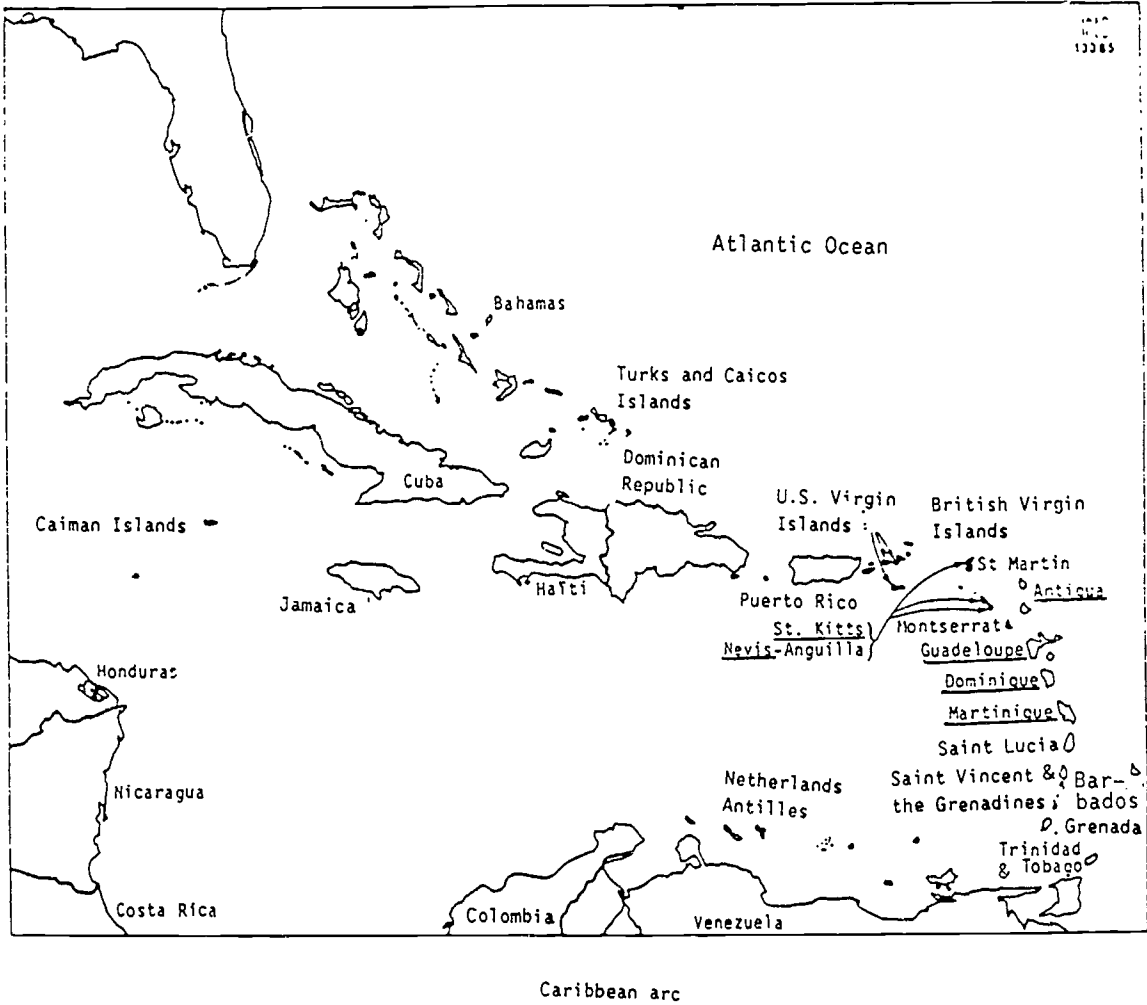 13385
Atlantic Ocean
Bahamas
Turks and Caicos
Islands
Dominican
Republic
Cuba
U.S. Virgin
Islands
British Virgin
Islands
Caiman Islands
St Martin
Haïti
Antigua
Jamaica
Puerto Rico
St. Kitts
Montserrat
Nevis-Anguilla
Guadeloupe
Honduras
Dominique
Martinique
Saint Lucia
Netherlands
Antilles
Saint Vincent &
the Grenadines
Bar-
bados
Nicaragua
Grenada
Trinidad
& Tobago
Costa Rica
Colombia
Venezuela
Caribbean arc